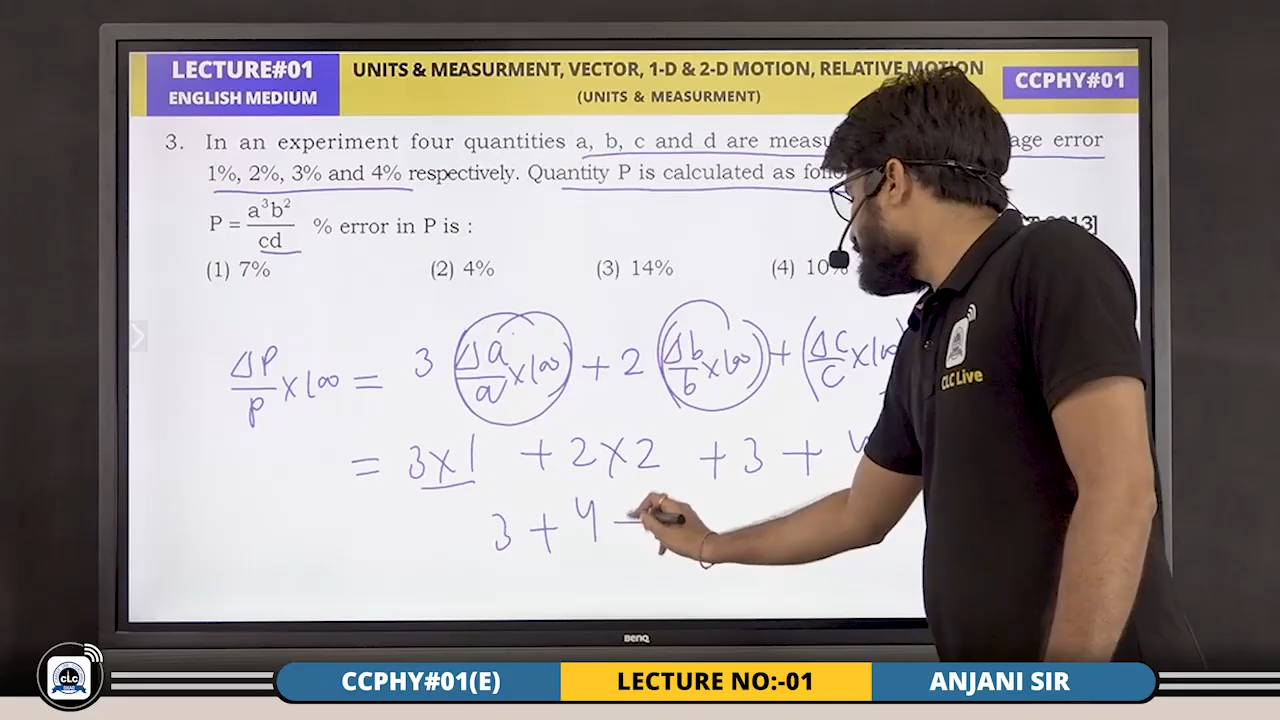 LECTURE#01
ENGLISH MEDIUM
UNITS & MEASURMENT, VECTOR, 1-D & 2-D MOTION, RELATIVE MOTION
(UNITS & MEASURMENT)
CCPHY#01
3. In an experiment four quantities a, b, c and d are error
1%, 2%, 3% and 4% respectively. Quantity P is calculated as
P = a³b²/cd % error in P is :
(1) 7% (2) 4% (3) 14% (4) 10%
ΔP/P × 100 = 3 (Δa/a × 100) + 2 (Δb/b × 100) + (Δc/c × 100
= 3×1 + 2×2 + 3 + 4
3 + 4
CLC Live
BenQ
CLC
CCPHY#01(E)
LECTURE NO:-01
ANJANI SIR